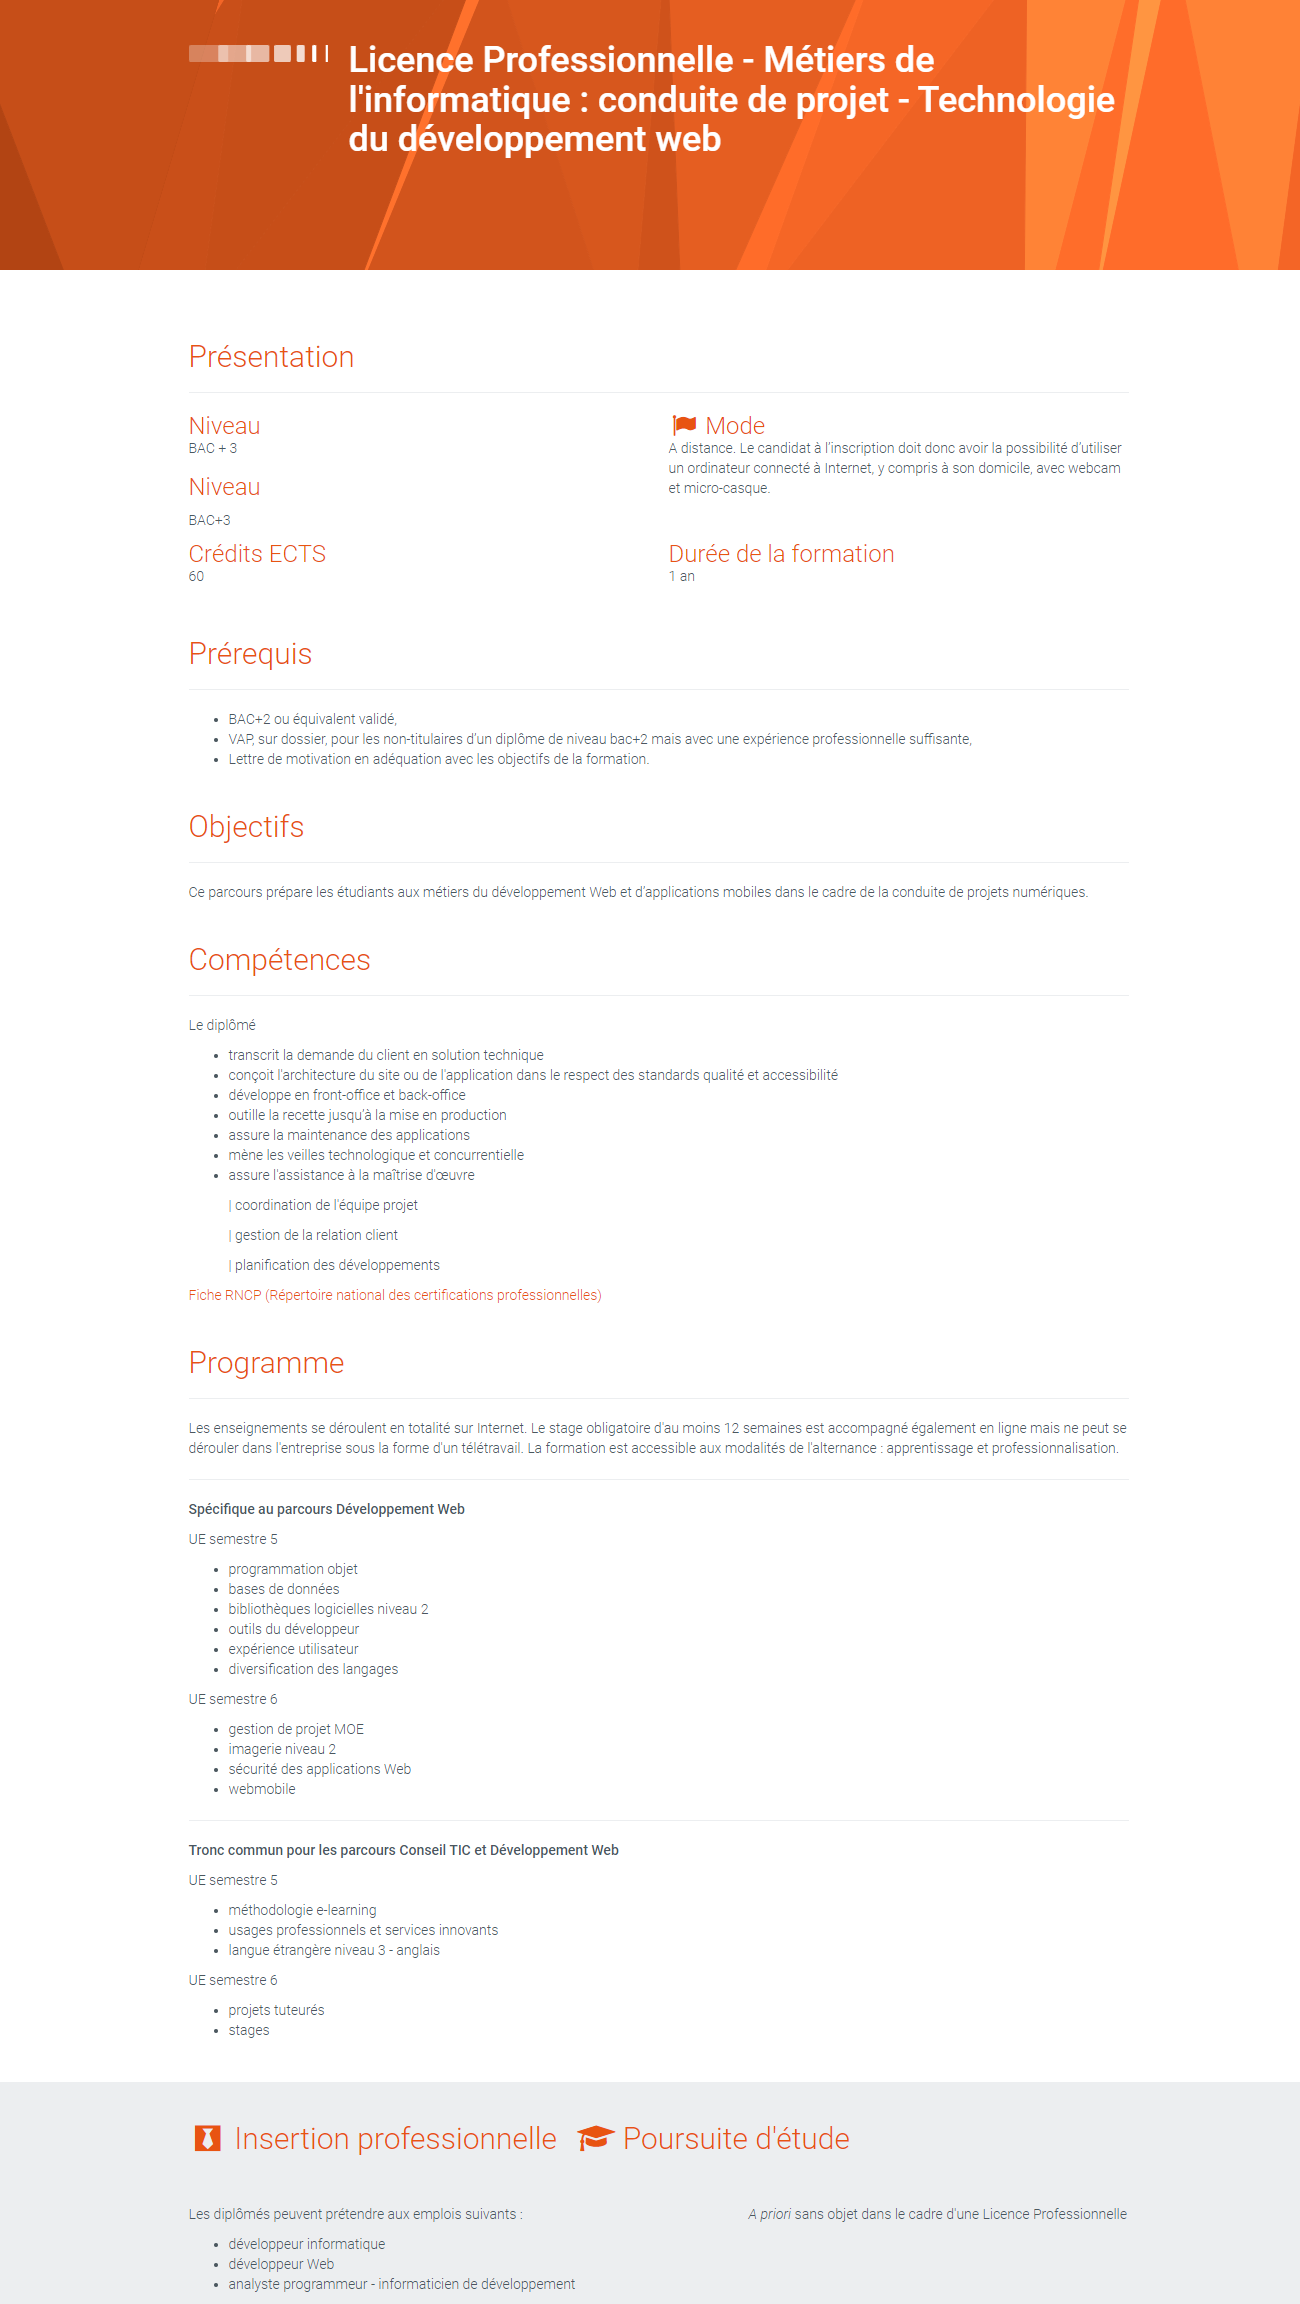 Licence Professionnelle - Métiers de
l'informatique : conduite de projet - Technologie
du développement web
Présentation
Niveau
BAC + 3
Niveau
BAC+3
Mode
A distance. Le candidat à l’inscription doit donc avoir la possibilité d’utiliser
un ordinateur connecté à Internet, y compris à son domicile, avec webcam
et micro-casque.
Crédits ECTS
60
Durée de la formation
1 an
Prérequis
• BAC+2 ou équivalent validé,
• VAP, sur dossier, pour les non-titulaires d’un diplôme de niveau bac+2 mais avec une expérience professionnelle suffisante,
• Lettre de motivation en adéquation avec les objectifs de la formation.
Objectifs
Ce parcours prépare les étudiants aux métiers du développement Web et d’applications mobiles dans le cadre de la conduite de projets numériques.
Compétences
Le diplômé
• transcrit la demande du client en solution technique
• conçoit l'architecture du site ou de l'application dans le respect des standards qualité et accessibilité
• développe en front-office et back-office
• outille la recette jusqu’à la mise en production
• assure la maintenance des applications
• mène les veilles technologique et concurrentielle
• assure l'assistance à la maîtrise d'œuvre
| coordination de l'équipe projet
| gestion de la relation client
| planification des développements
Fiche RNCP (Répertoire national des certifications professionnelles)
Programme
Les enseignements se déroulent en totalité sur Internet. Le stage obligatoire d'au moins 12 semaines est accompagné également en ligne mais ne peut se
dérouler dans l'entreprise sous la forme d'un télétravail. La formation est accessible aux modalités de l'alternance : apprentissage et professionnalisation.
Spécifique au parcours Développement Web
UE semestre 5
• programmation objet
• bases de données
• bibliothèques logicielles niveau 2
• outils du développeur
• expérience utilisateur
• diversification des langages
UE semestre 6
• gestion de projet MOE
• imagerie niveau 2
• sécurité des applications Web
• webmobile
Tronc commun pour les parcours Conseil TIC et Développement Web
UE semestre 5
• méthodologie e-learning
• usages professionnels et services innovants
• langue étrangère niveau 3 - anglais
UE semestre 6
• projets tuteurés
• stages
Insertion professionnelle
Poursuite d'étude
Les diplômés peuvent prétendre aux emplois suivants :
• développeur informatique
• développeur Web
• analyste programmeur - informaticien de développement
A priori sans objet dans le cadre d'une Licence Professionnelle